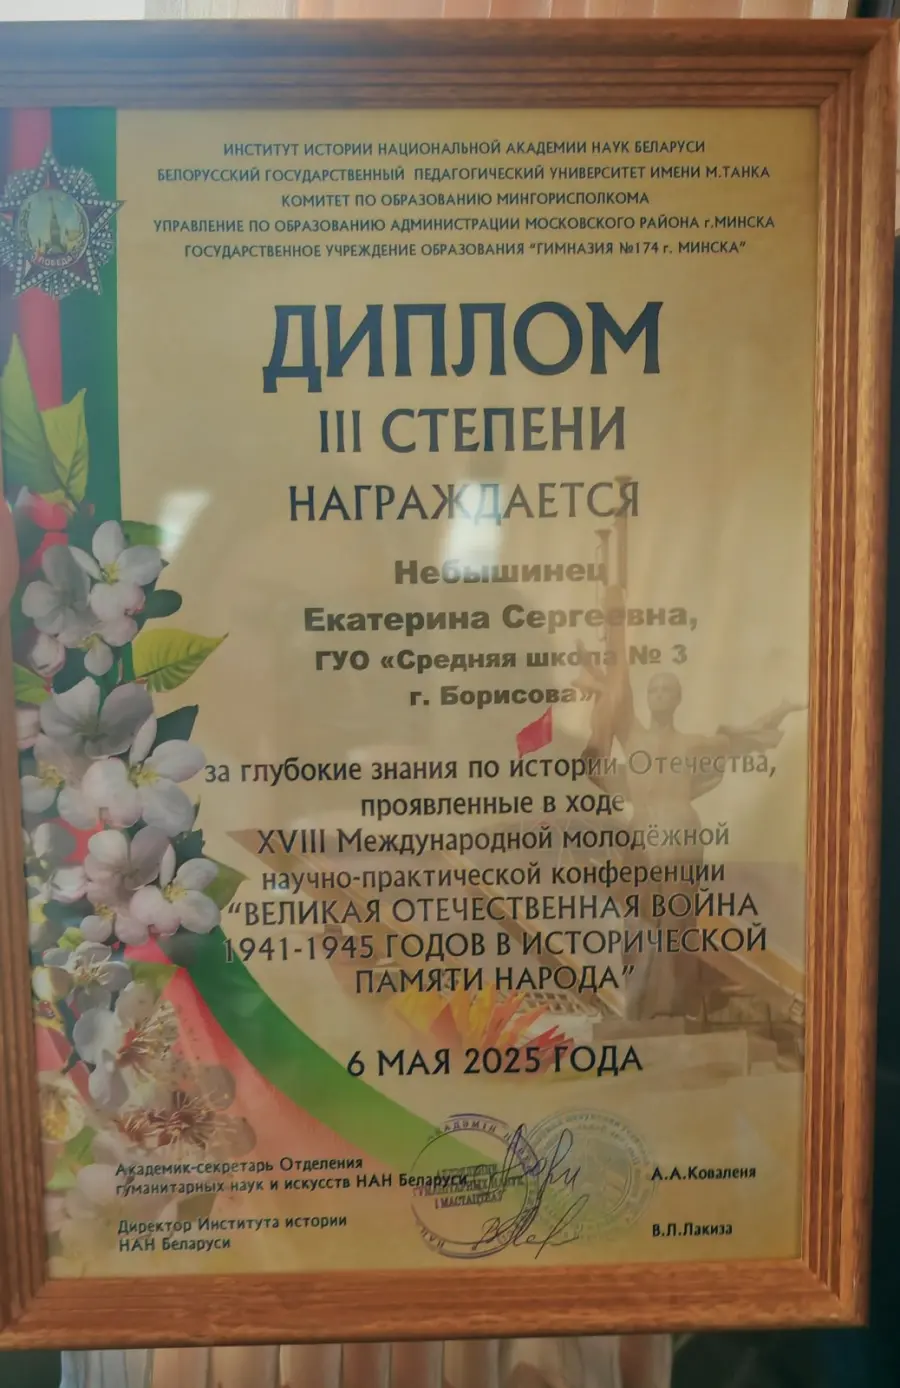 ИНСТИТУТ ИСТОРИИ НАЦИОНАЛЬНОЙ АКАДЕМИИ НАУК БЕЛАРУСИ
БЕЛОРУССКИЙ ГОСУДАРСТВЕННЫЙ ПЕДАГОГИЧЕСКИЙ УНИВЕРСИТЕТ ИМЕНИ М.ТАНКА
КОМИТЕТ ПО ОБРАЗОВАНИЮ МИНГОРИСПОЛКОМА
УПРАВЛЕНИЕ ПО ОБРАЗОВАНИЮ АДМИНИСТРАЦИИ МОСКОВСКОГО РАЙОНА г.МИНСКА
ГОСУДАРСТВЕННОЕ УЧРЕЖДЕНИЕ ОБРАЗОВАНИЯ "ГИМНАЗИЯ №174 г. МИНСКА"
ПОБЕДА
ДИПЛОМ
III СТЕПЕНИ
НАГРАЖДАЕТСЯ
Небышинец
Екатерина Сергеевна,
ГУО «Средняя школа № 3
г. Борисова»
за глубокие знания по истории Отечества,
проявленные в ходе
XVIII Международной молодёжной
научно-практической конференции
"ВЕЛИКАЯ ОТЕЧЕСТВЕННАЯ ВОЙНА
1941-1945 ГОДОВ В ИСТОРИЧЕСКОЙ
ПАМЯТИ НАРОДА"
6 МАЯ 2025 ГОДА
Академик-секретарь Отделения
гуманитарных наук и искусств НАН Беларуси
А.А.Коваленя
Директор Института истории
НАН Беларуси
В.Л.Лакиза